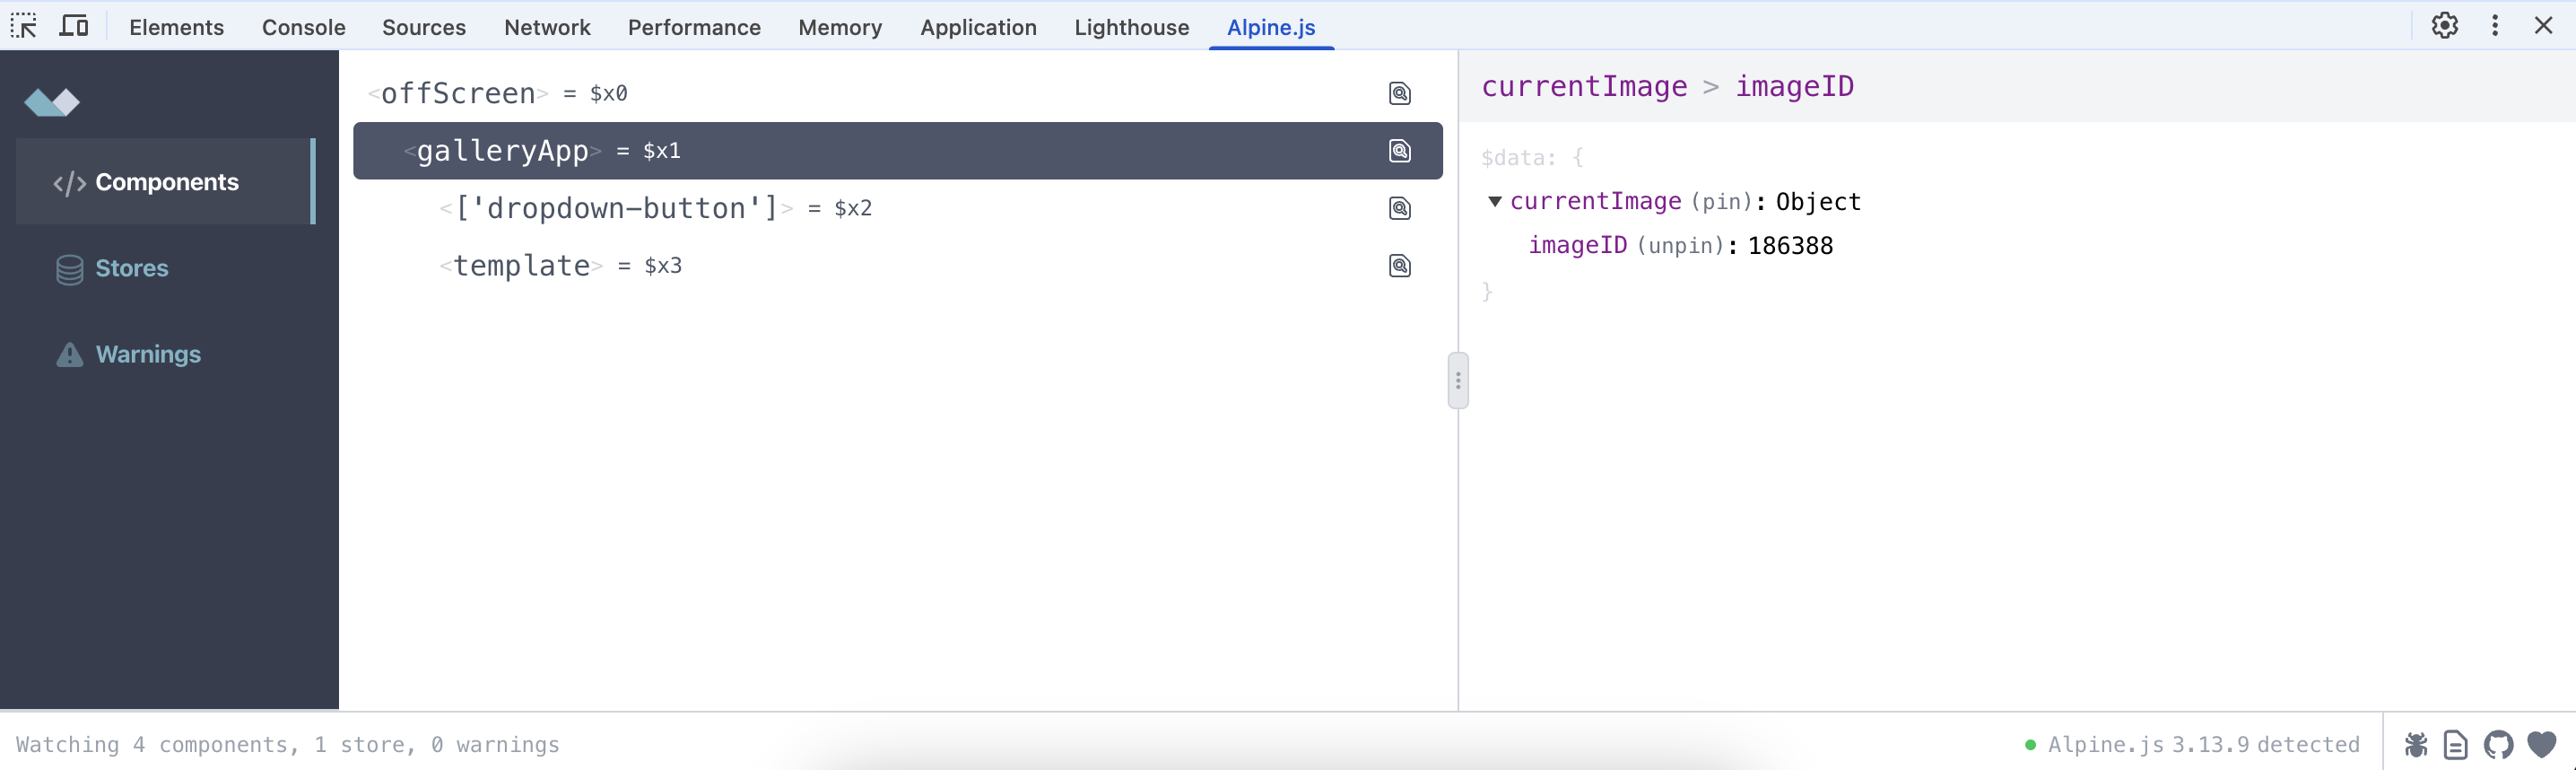 Elements Console Sources Network Performance Memory Application Lighthouse Alpine.js
Components
Stores
Warnings
<offScreen> = $x0
<galleryApp> = $x1
<['dropdown-button']> = $x2
<template> = $x3
currentImage > imageID
$data: {
currentImage (pin): Object
imageID (unpin): 186388
}
Watching 4 components, 1 store, 0 warnings
Alpine.js 3.13.9 detected